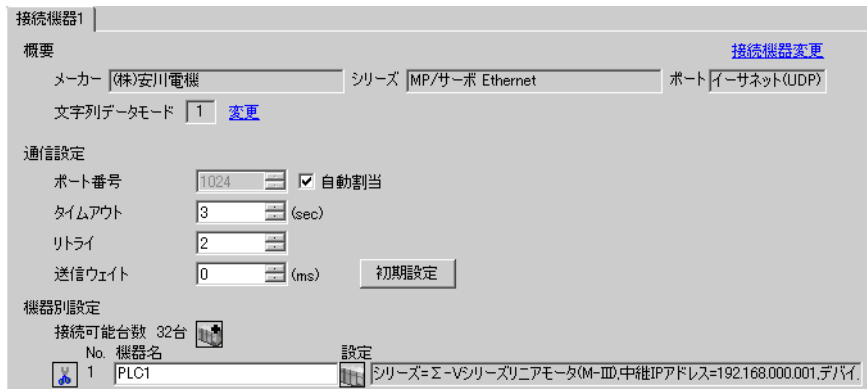 接続機器1
概要
接続機器変更
メーカー (株)安川電機 シリーズ MP/サーボ Ethernet ポート イーサネット(UDP)
文字列データモード 1 変更
通信設定
ポート番号 1024 自動割当
タイムアウト 3 (sec)
リトライ 2
送信ウェイト 0 (ms) 初期設定
機器別設定
接続可能台数 32台
No. 機器名 設定
1 PLC1 シリーズ=Σ-Vシリーズリニアモータ(M-Ⅲ),中継IPアドレス=192.168.000.001,デバイ